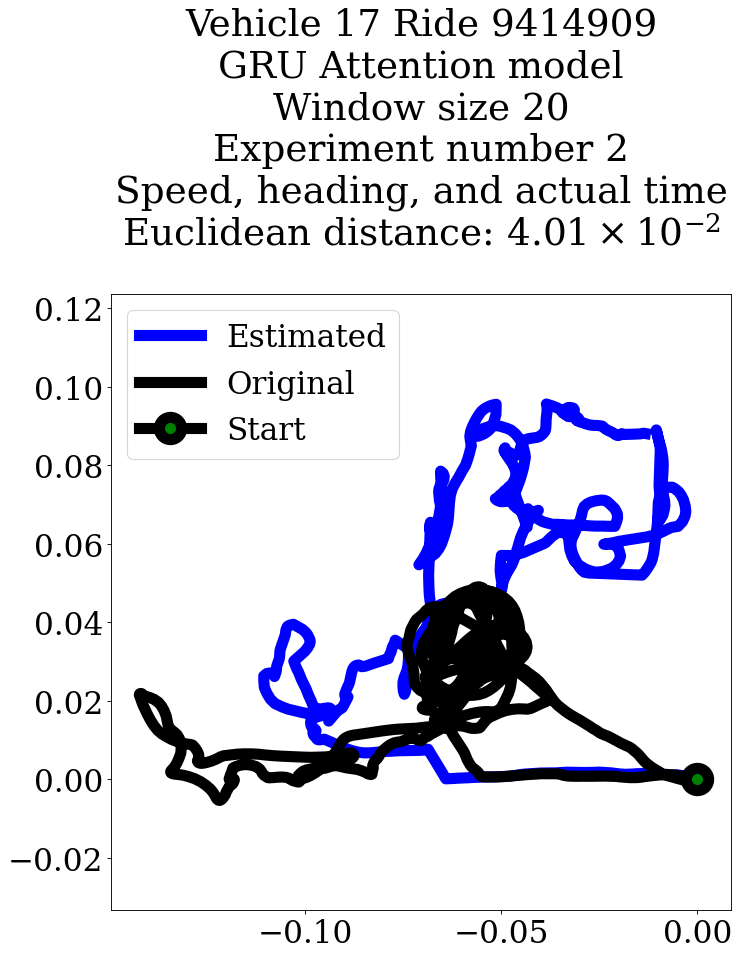 Vehicle 17 Ride 9414909
GRU Attention model
Window size 20
Experiment number 2
Speed, heading, and actual time
Euclidean distance: 4.01 × 10⁻²
0.12
0.10
0.08
0.06
0.04
0.02
0.00
−0.02
Estimated
Original
Start
−0.10
−0.05
0.00